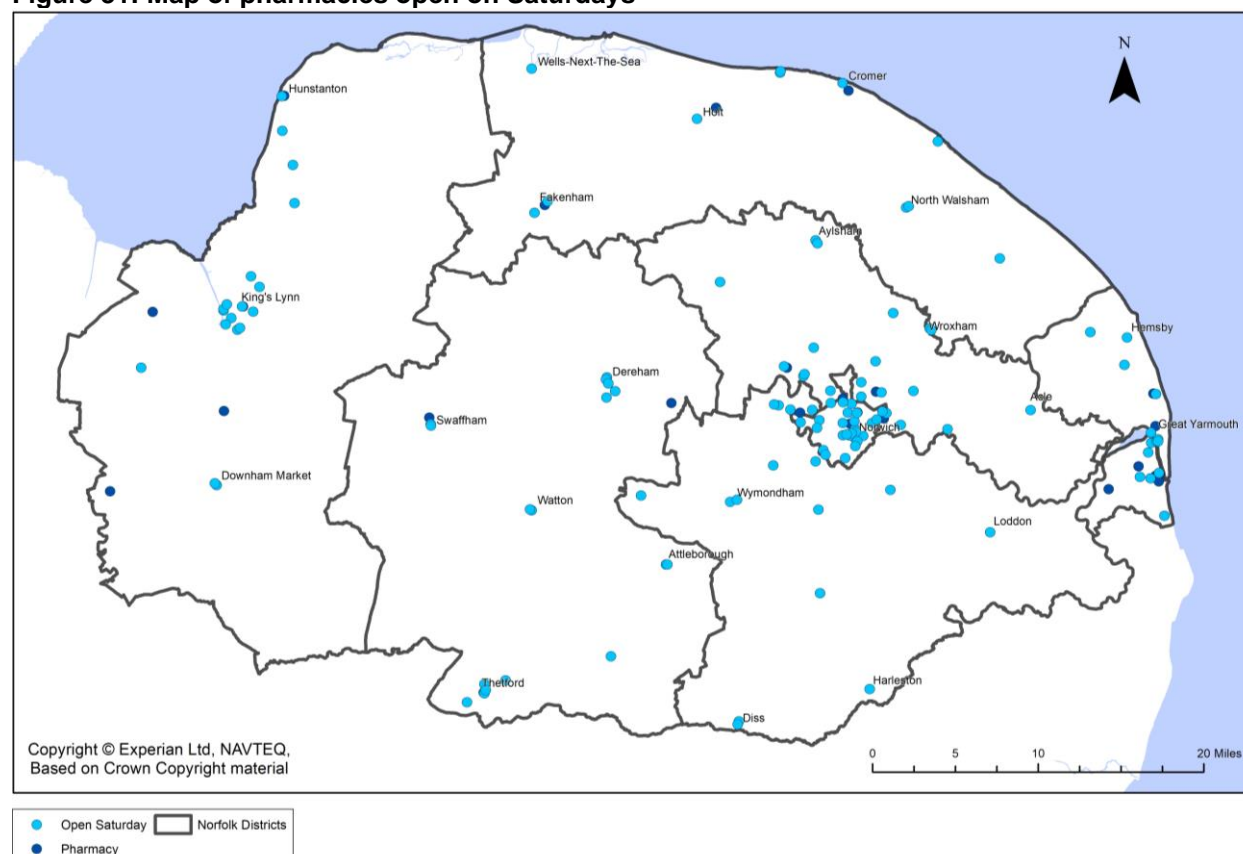 Figure 31: Map of pharmacies open on Saturdays
N
Wells-Next-The-Sea
Cromer
Hunstanton
Holt
Fakenham
North Walsham
Aylsham
King's Lynn
Wroxham
Hemsby
Dereham
Acle
Swaffham
Norwich
Great Yarmouth
Downham Market
Wymondham
Watton
Loddon
Attleborough
Thetford
Harleston
Diss
Copyright © Experian Ltd, NAVTEQ,
Based on Crown Copyright material
0 5 10 20 Miles
Open Saturday Norfolk Districts
Pharmacy